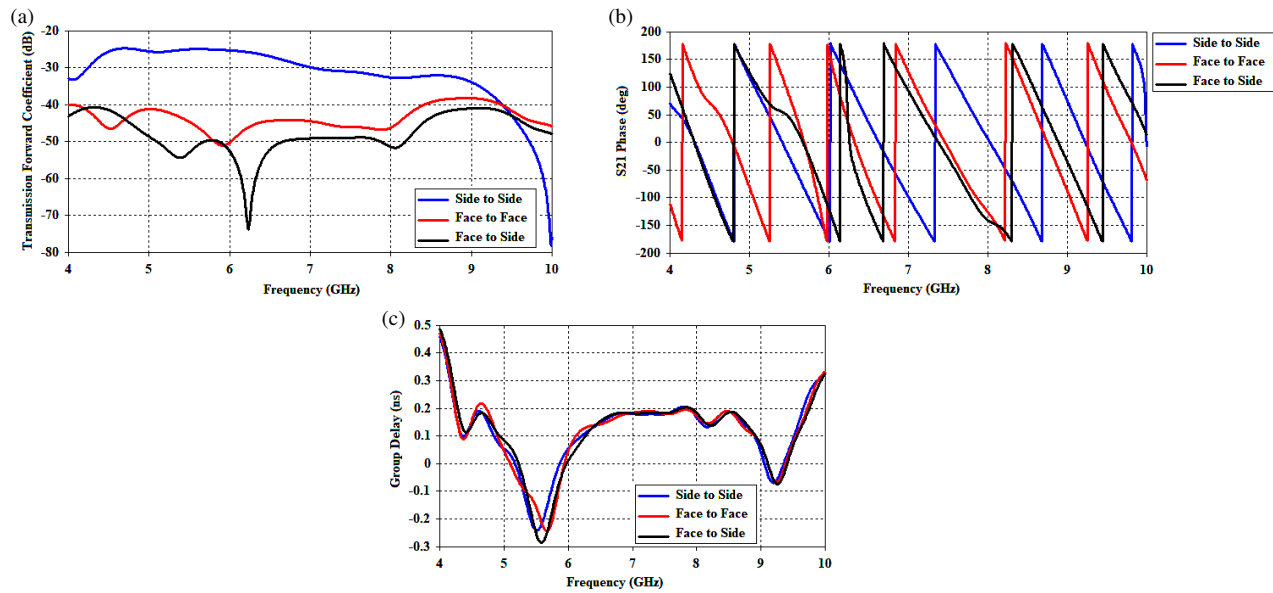 (a)
Transmission Forward Coefficient (dB)
-20
-30
-40
-50
-60
-70
-80
4
5
6
7
8
9
10
Frequency (GHz)
Side to Side
Face to Face
Face to Side
(b)
S21 Phase (deg)
200
150
100
50
0
-50
-100
-150
-200
4
5
6
7
8
9
10
Frequency (GHz)
Side to Side
Face to Face
Face to Side
(c)
Group Delay (ns)
0.5
0.4
0.3
0.2
0.1
0
-0.1
-0.2
-0.3
4
5
6
7
8
9
10
Frequency (GHz)
Side to Side
Face to Face
Face to Side